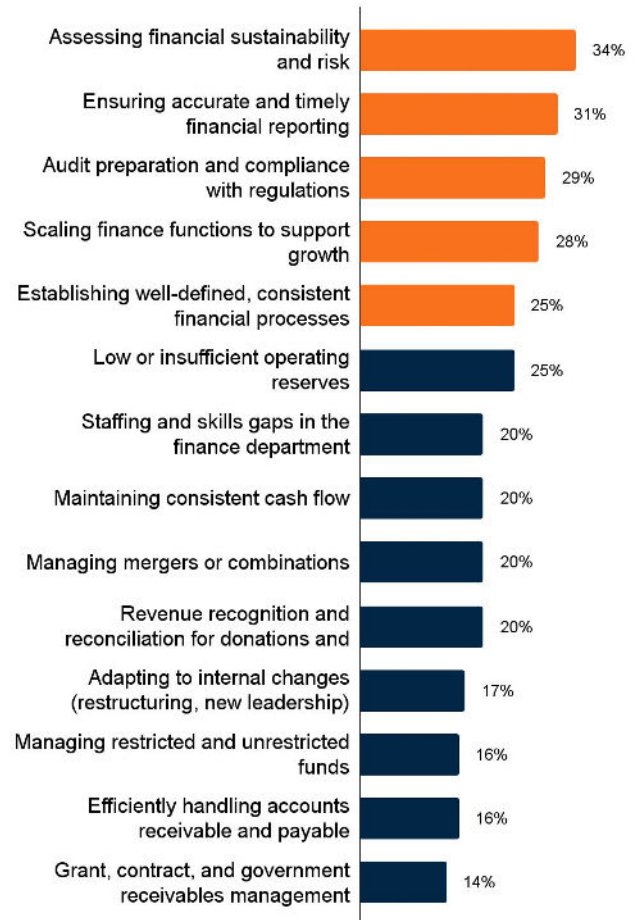 Assessing financial sustainability
and risk
34%
Ensuring accurate and timely
financial reporting
31%
Audit preparation and compliance
with regulations
29%
Scaling finance functions to support
growth
28%
Establishing well-defined, consistent
financial processes
25%
Low or insufficient operating
reserves
25%
Staffing and skills gaps in the
finance department
20%
Maintaining consistent cash flow
20%
Managing mergers or combinations
20%
Revenue recognition and
reconciliation for donations and
20%
Adapting to internal changes
(restructuring, new leadership)
17%
Managing restricted and unrestricted
funds
16%
Efficiently handling accounts
receivable and payable
16%
Grant, contract, and government
receivables management
14%